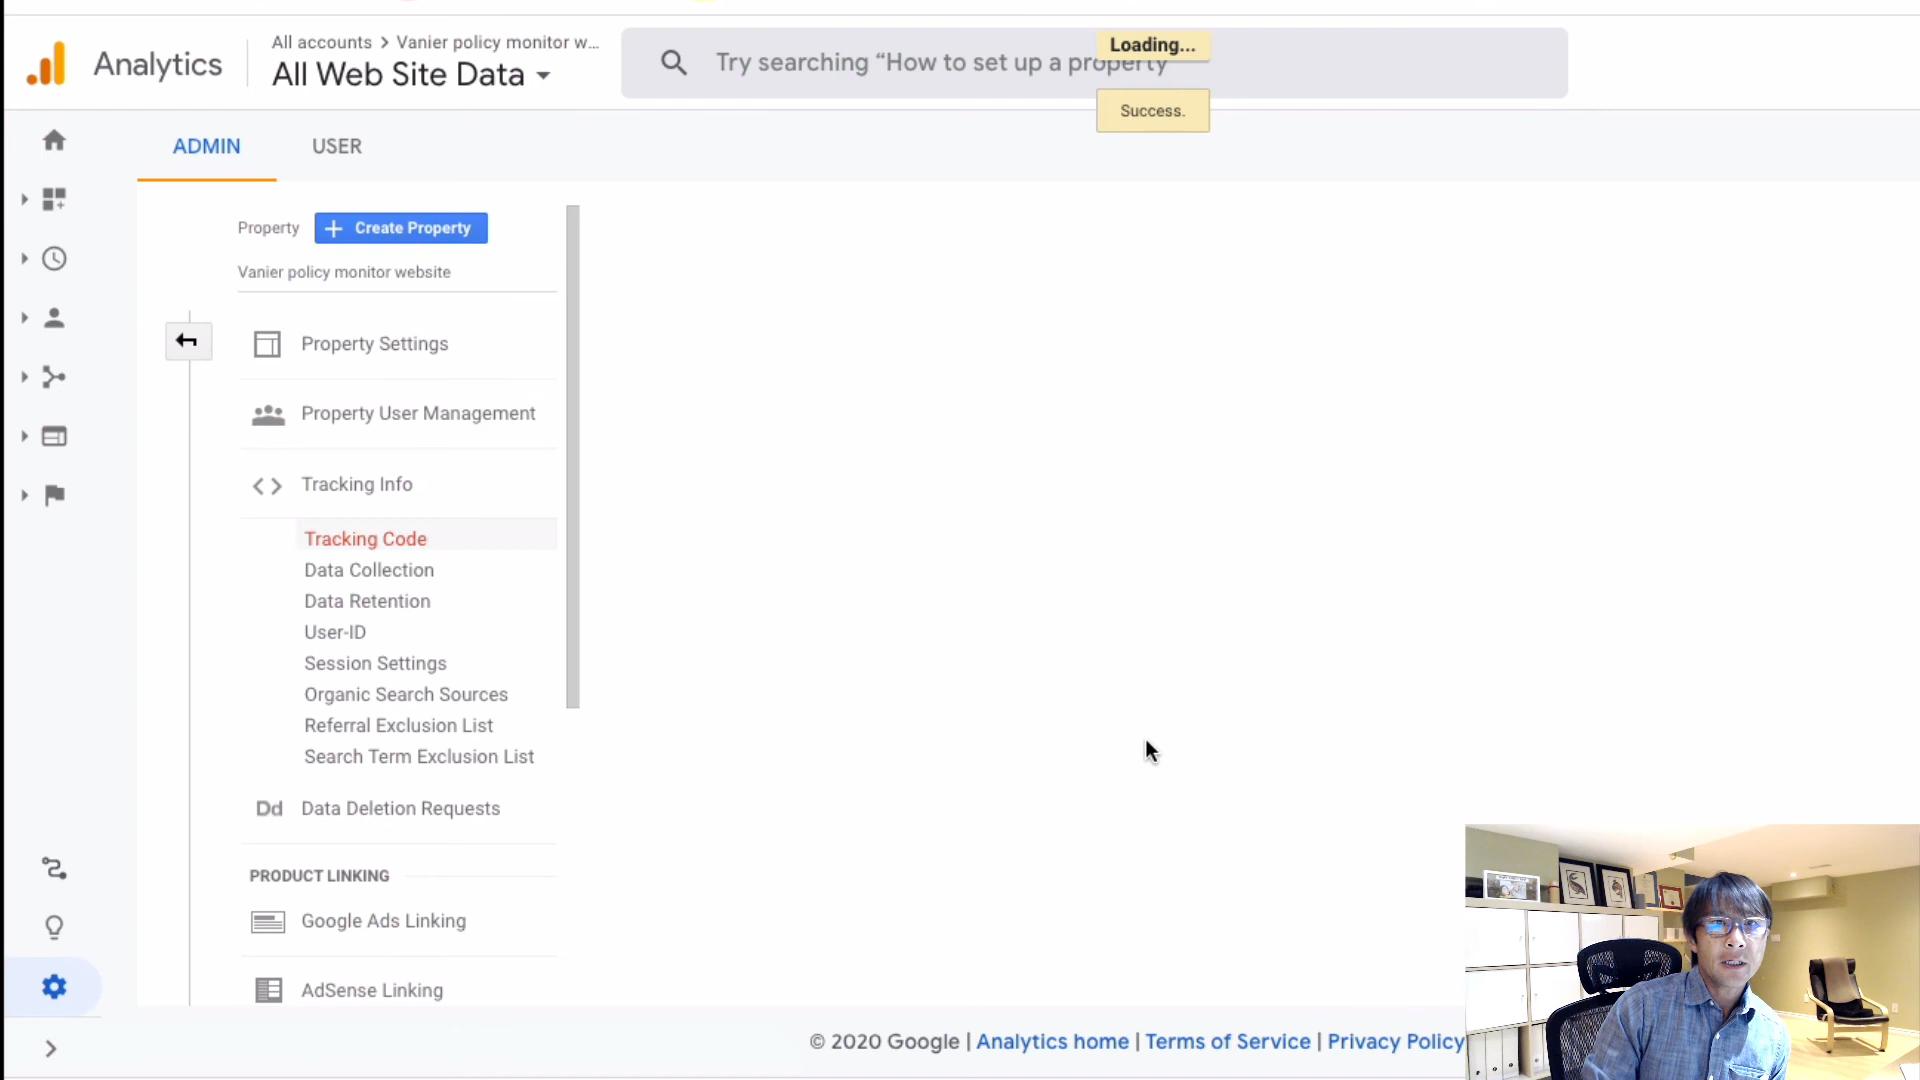 Analytics
All accounts > Vanier policy monitor w...
All Web Site Data
Try searching “How to set up a property
Loading...
Success.
ADMIN
USER
Property
+ Create Property
Vanier policy monitor website
Property Settings
Property User Management
<> Tracking Info
Tracking Code
Data Collection
Data Retention
User-ID
Session Settings
Organic Search Sources
Referral Exclusion List
Search Term Exclusion List
Dd Data Deletion Requests
PRODUCT LINKING
Google Ads Linking
AdSense Linking
© 2020 Google | Analytics home | Terms of Service | Privacy Policy